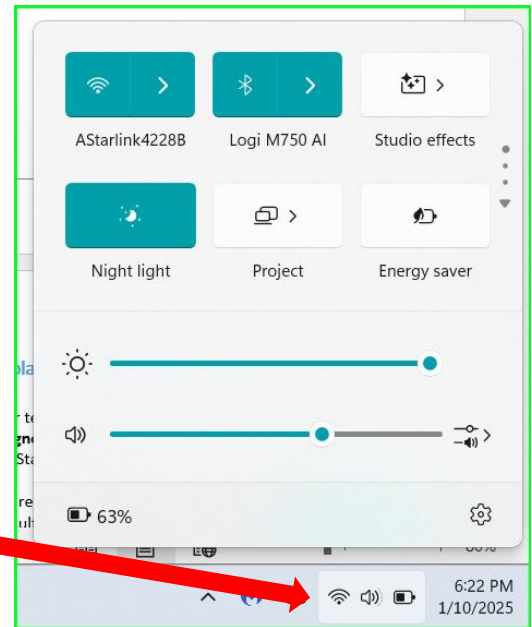 AStarlink4228B
Logi M750 AI
Studio effects
Night light
Project
Energy saver
63%
6:22 PM
1/10/2025